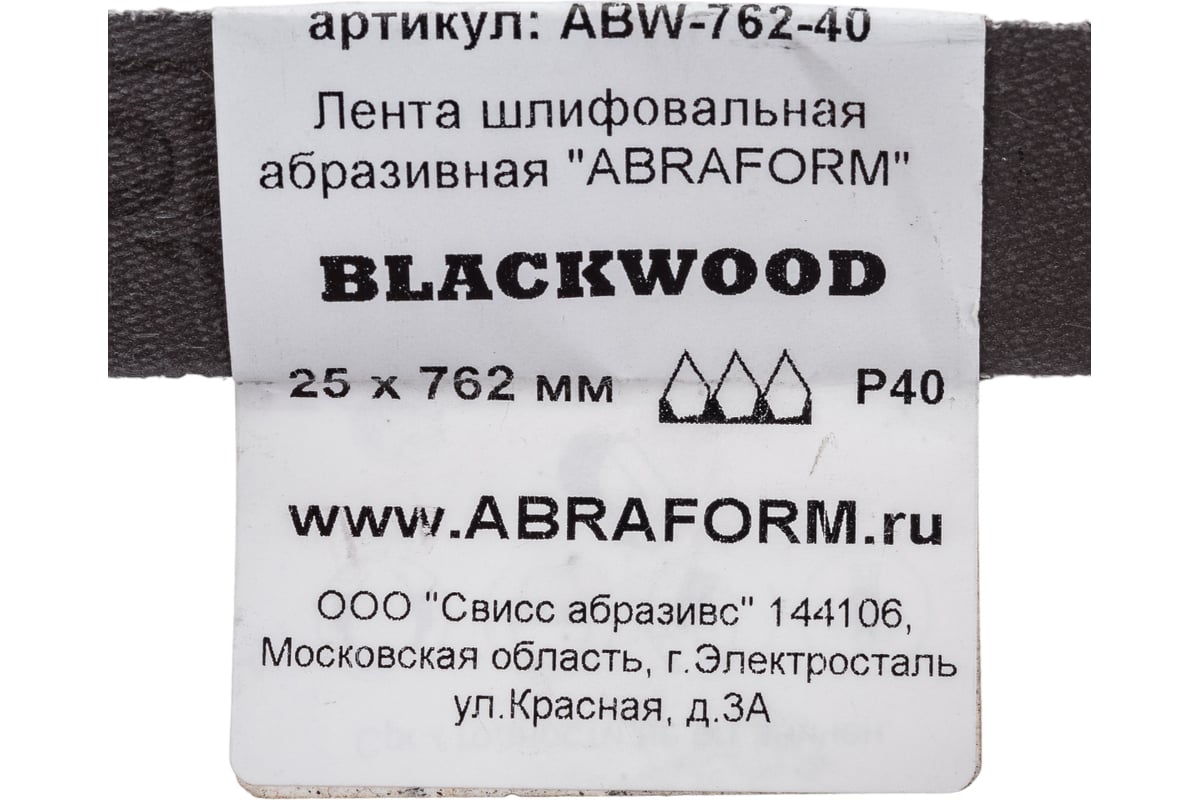 артикул: ABW-762-40
Лента шлифовальная
абразивная "ABRAFORM"
BLACKWOOD
25 x 762 мм P40
www.ABRAFORM.ru
ООО "Свисс абразивс" 144106,
Московская область, г.Электросталь
ул.Красная, д.3А